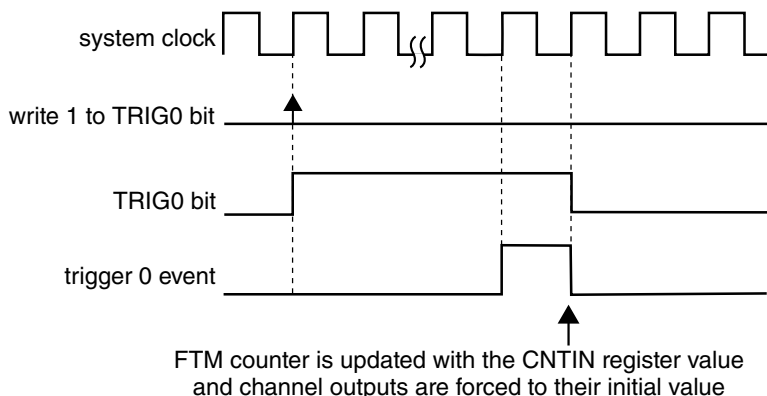 system clock
write 1 to TRIG0 bit
TRIG0 bit
trigger 0 event
FTM counter is updated with the CNTIN register value
and channel outputs are forced to their initial value